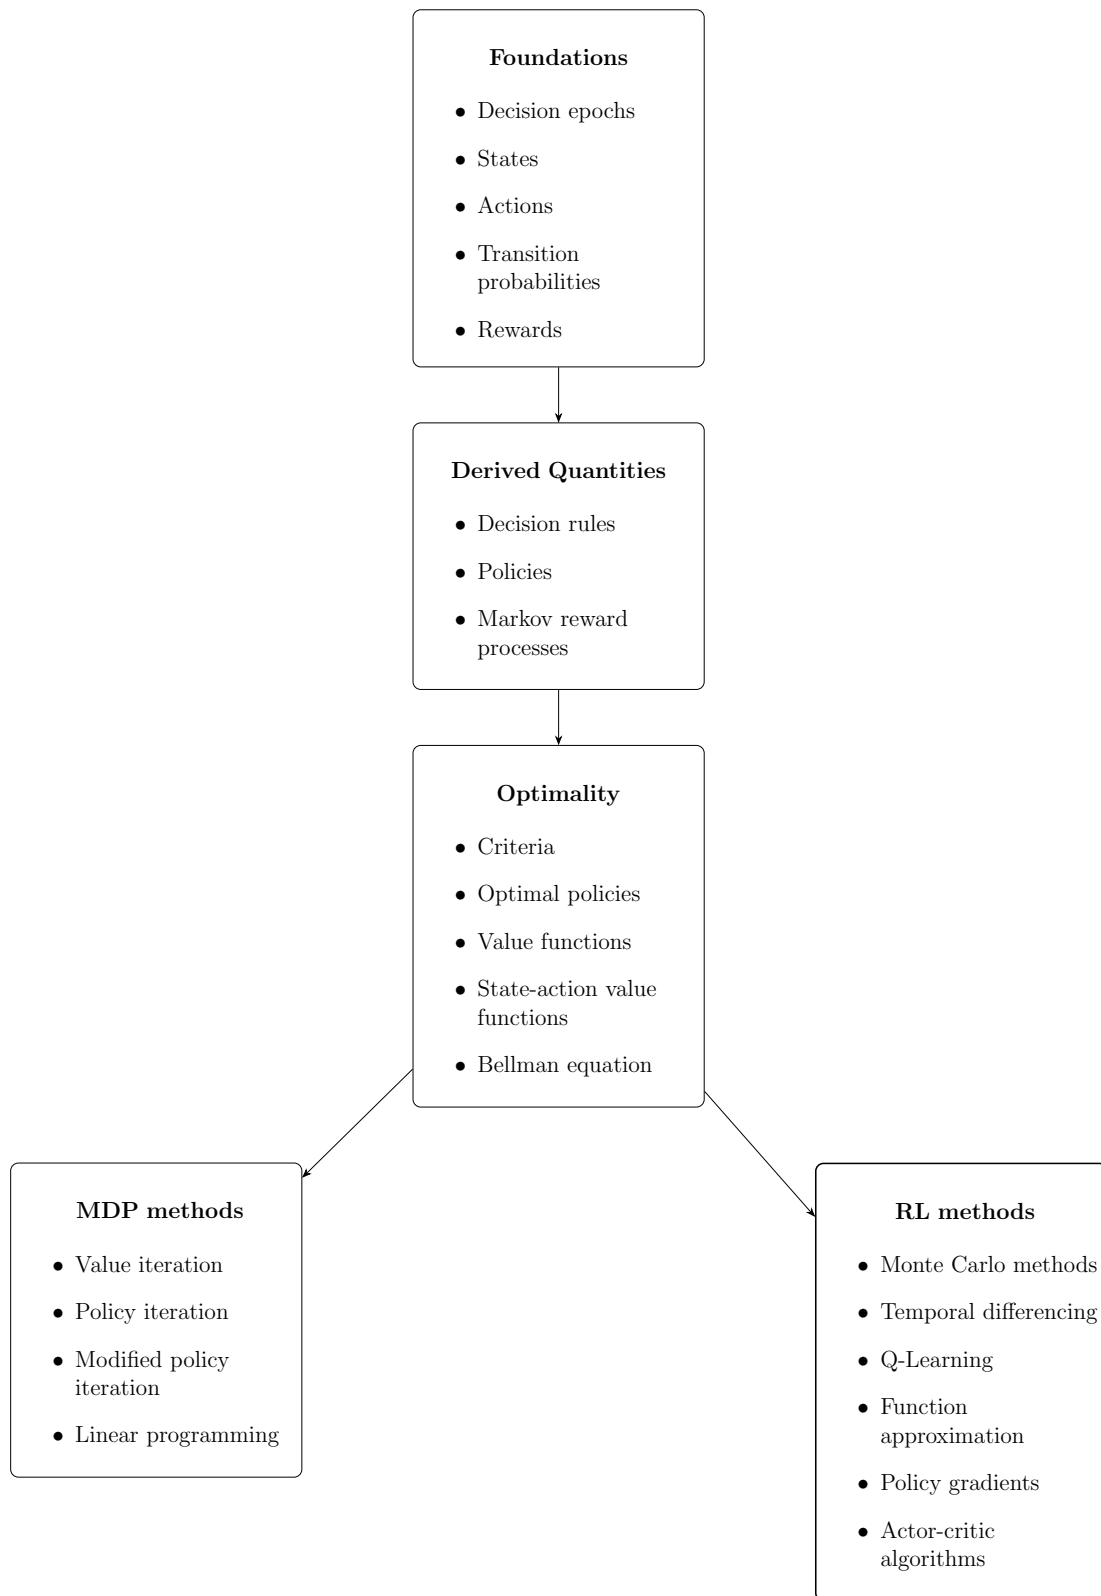 Foundations
• Decision epochs
• States
• Actions
• Transition
probabilities
• Rewards
Derived Quantities
• Decision rules
• Policies
• Markov reward
processes
Optimality
• Criteria
• Optimal policies
• Value functions
• State-action value
functions
• Bellman equation
MDP methods
• Value iteration
• Policy iteration
• Modified policy
iteration
• Linear programming
RL methods
• Monte Carlo methods
• Temporal differencing
• Q-Learning
• Function
approximation
• Policy gradients
• Actor-critic
algorithms